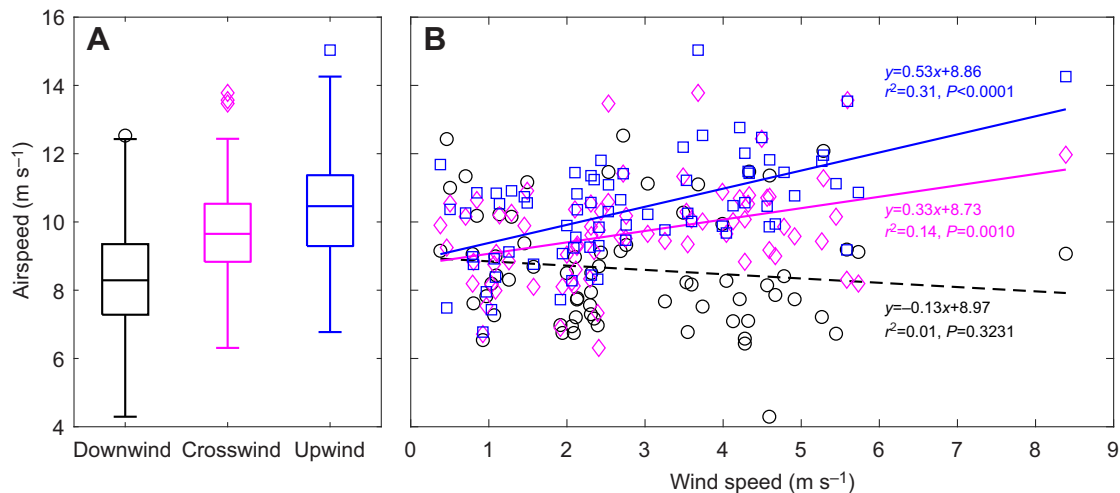 A
B
16
14
12
10
8
6
4
Airspeed (m s⁻¹)
Downwind Crosswind Upwind
y=0.53x+8.86
r²=0.31, P<0.0001
y=0.33x+8.73
r²=0.14, P=0.0010
y=–0.13x+8.97
r²=0.01, P=0.3231
0 1 2 3 4 5 6 7 8 9
Wind speed (m s⁻¹)